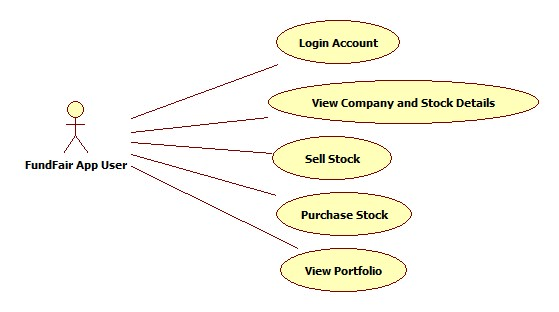 Login Account
View Company and Stock Details
FundFair App User
Sell Stock
Purchase Stock
View Portfolio